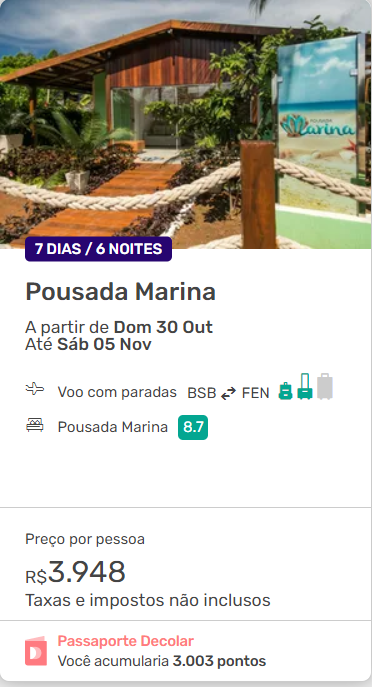 POUSADA
Marina
7 DIAS / 6 NOITES
Pousada Marina
A partir de Dom 30 Out
Até Sáb 05 Nov
Voo com paradas BSB FEN
Pousada Marina 8.7
Preço por pessoa
R$3.948
Taxas e impostos não inclusos
Passaporte Decolar
Você acumularia 3.003 pontos